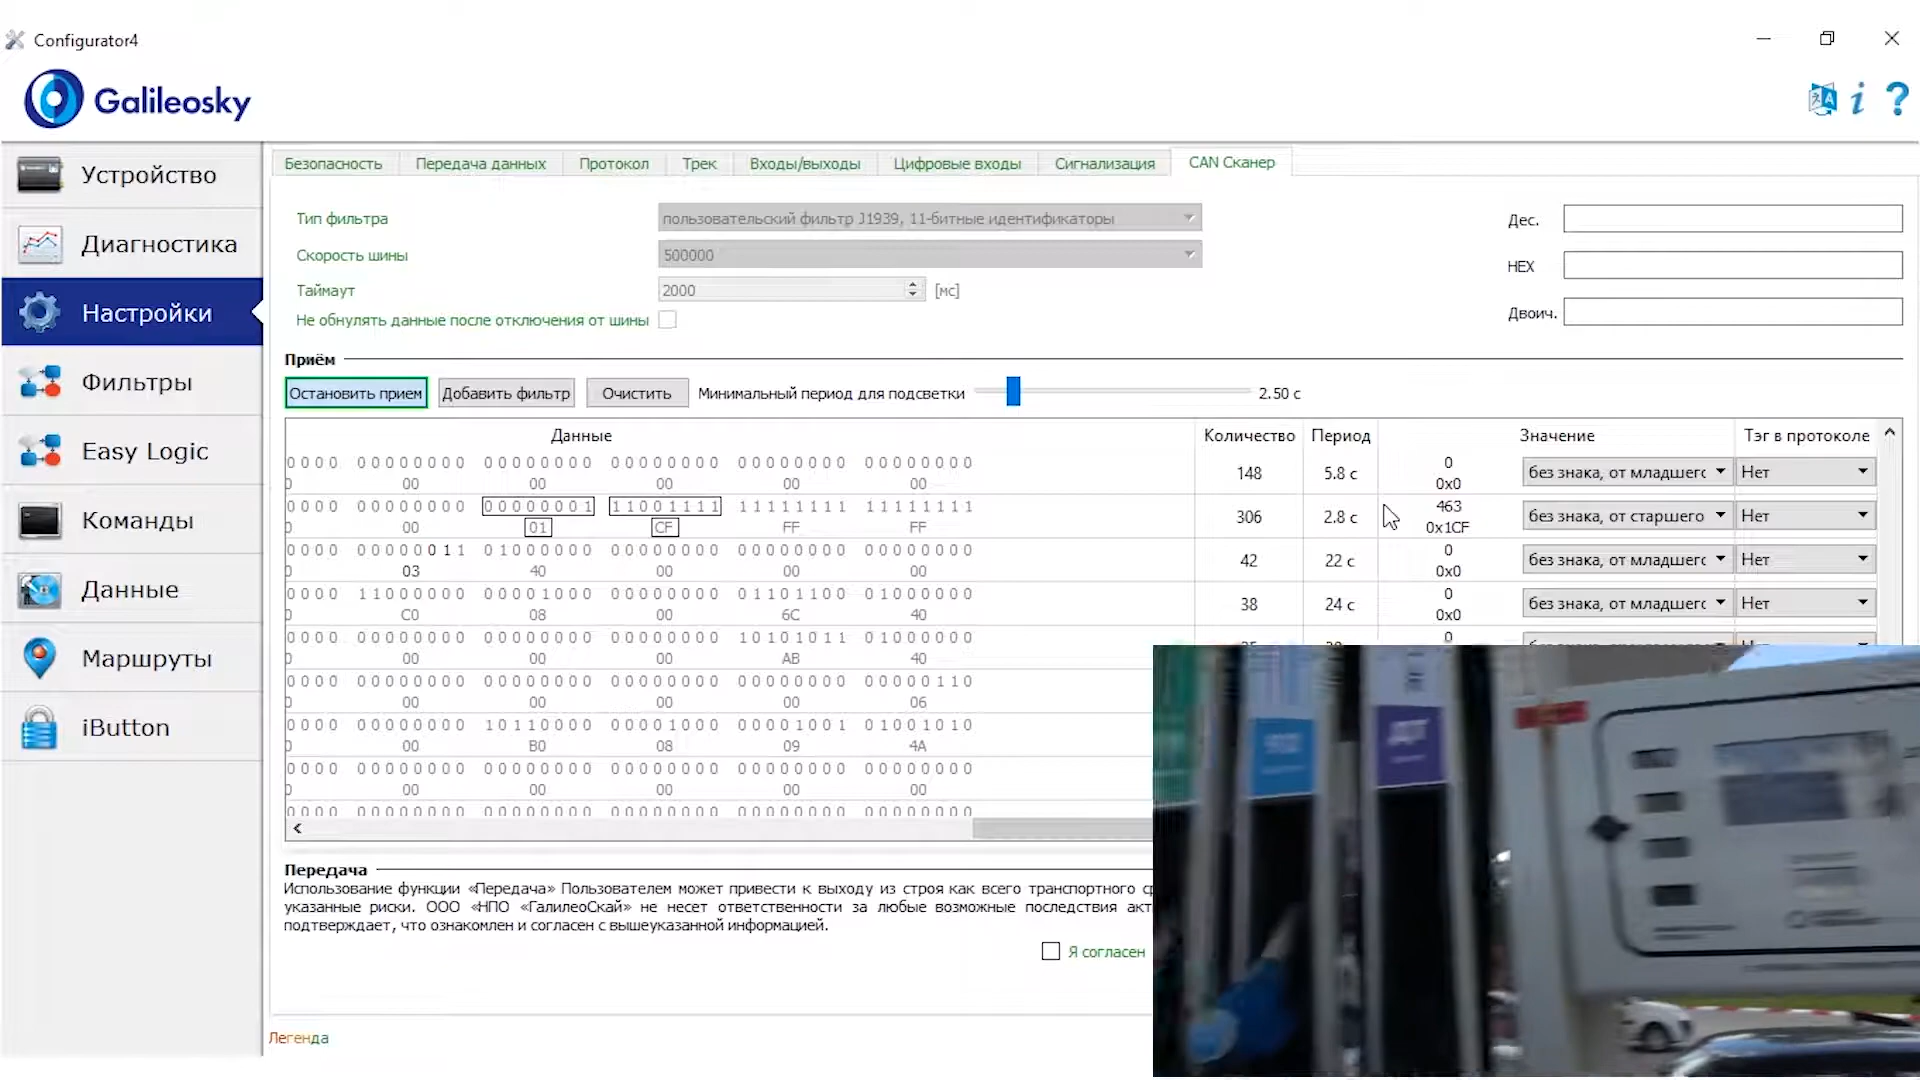 Configurator4
Galileosky
Устройство
Диагностика
Настройки
Фильтры
Easy Logic
Команды
Данные
Маршруты
iButton
Безопасность Передача данных Протокол Трек Входы/выходы Цифровые входы Сигнализация CAN Сканер
Тип фильтра пользовательский фильтр J1939, 11-битные идентификаторы
Скорость шины 500000
Таймаут 2000 [мс]
Не обнулять данные после отключения от шины
Дес.
HEX
Двоич.
Приём
Остановить прием Добавить фильтр Очистить Минимальный период для подсветки 2.50 с
Данные Количество Период Значение Тэг в протоколе
0000 00000000 00000000 00000000 00000000 00000000
00 00 00 00 00
148 5.8 с 0 0x0 без знака, от младшег Нет
0000 00000000 00000001 11001111 11111111 11111111
00 01 CF FF FF
306 2.8 с 463 0x1CF без знака, от старшего Нет
0000 00000011 01000000 00000000 00000000 00000000
03 40 00 00 00
42 22 с 0 0x0 без знака, от младшег Нет
0000 11000000 00001000 00000000 01101100 01000000
C0 08 00 6C 40
38 24 с 0 0x0 без знака, от младшег Нет
0000 00000000 00000000 00000000 10101011 01000000
00 00 00 AB 40
0000 00000000 00000000 00000000 00000000 00000110
00 00 00 00 06
0000 00000000 10110000 00001000 00001001 01001010
00 B0 08 09 4A
0000 00000000 00000000 00000000 00000000 00000000
00 00 00 00 00
0000 00000000 00000000 00000000 00000000 00000000
Передача
Использование функции «Передача» Пользователем может привести к выходу из строя как всего транспортного
указанные риски. ООО «НПО «ГалилеоСкай» не несет ответственности за любые возможные последствия
подтверждает, что ознакомлен и согласен с вышеуказанной информацией.
Я согласен
Легенда